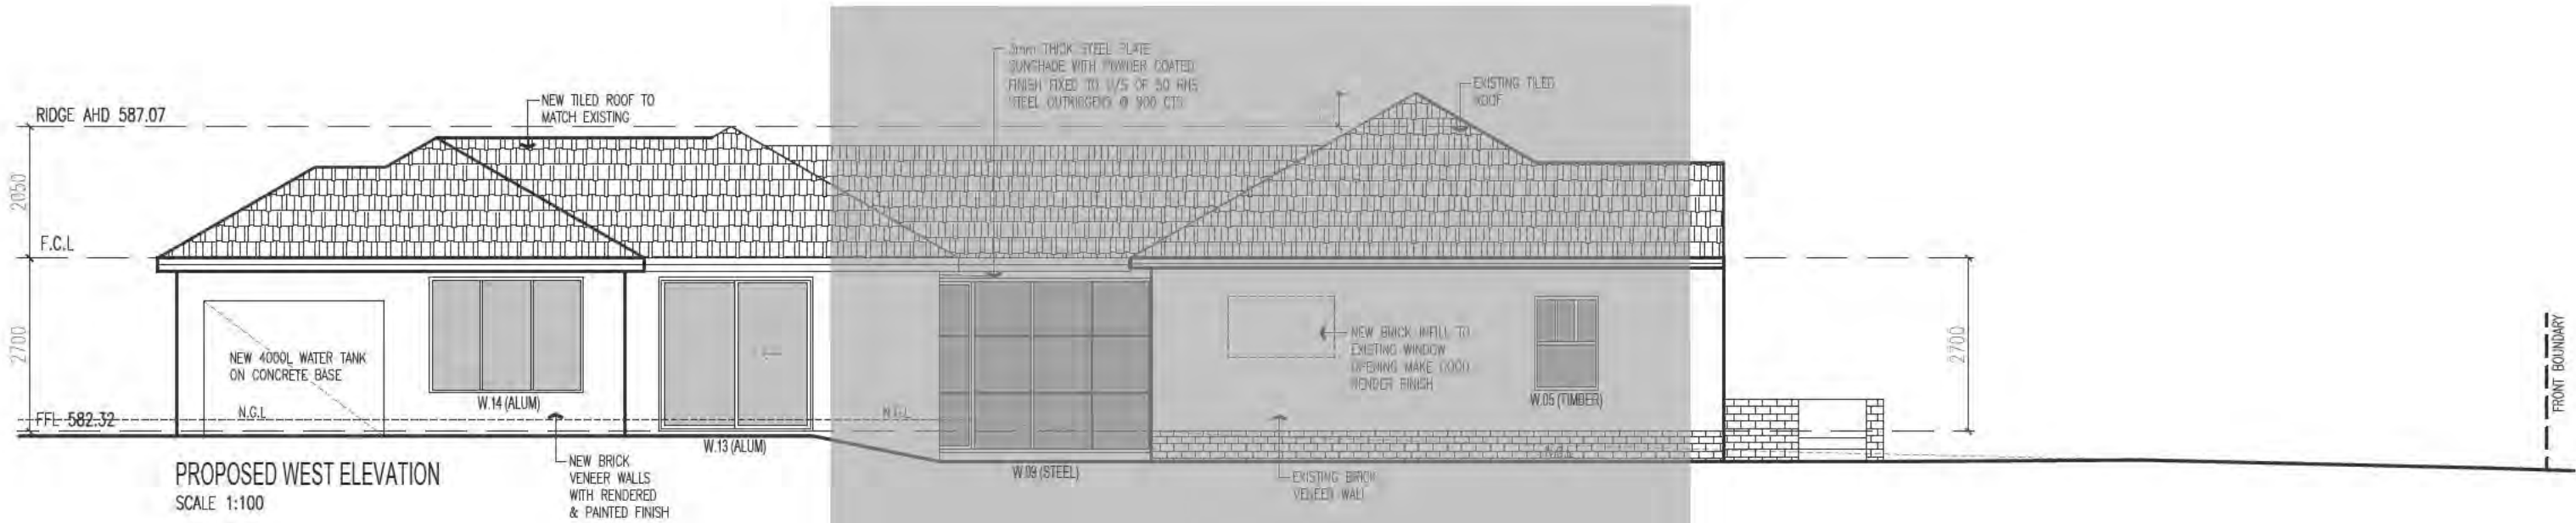 RIDGE AHD 587.07
NEW TILED ROOF TO
MATCH EXISTING
THICK STEEL PLATE
SUNSHADE WITH POWDER COATED
FINISH FIXED TO U/S OF 50 RHS
STEEL OUTRIGGERS @ 900 CTS
EXISTING TILED
ROOF
2050
F.C.L
2700
2700
NEW 4000L WATER TANK
ON CONCRETE BASE
N.G.L
FFL 582.32
W.14 (ALUM)
W.13 (ALUM)
N.G.L
W.09 (STEEL)
NEW BRICK INFILL TO
EXISTING WINDOW
OPENING MAKE GOOD
RENDER FINISH
W.05 (TIMBER)
N.G.L
FRONT BOUNDARY
NEW BRICK
VENEER WALLS
WITH RENDERED
& PAINTED FINISH
EXISTING BRICK
VENEER WALL
PROPOSED WEST ELEVATION
SCALE 1:100